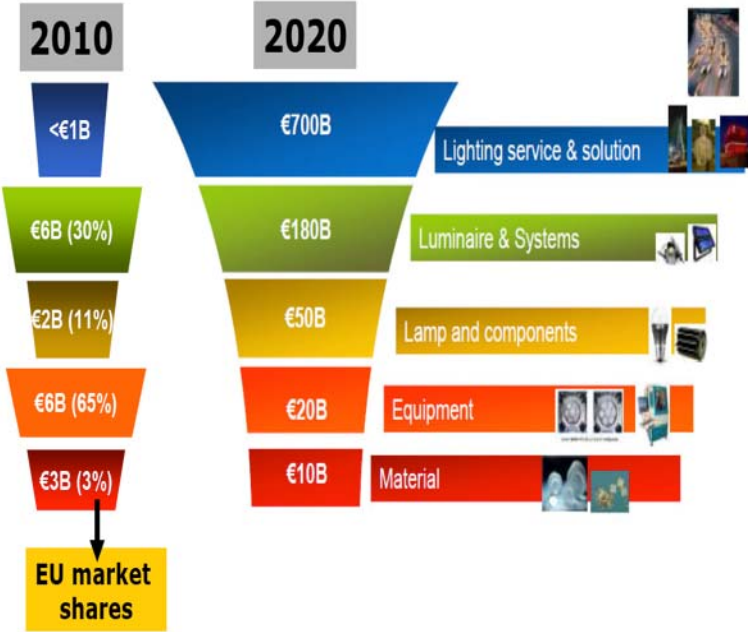 2010
2020
<€1B
€700B
Lighting service & solution
€6B (30%)
€180B
Luminaire & Systems
€2B (11%)
€50B
Lamp and components
€6B (65%)
€20B
Equipment
€3B (3%)
€10B
Material
EU market
shares